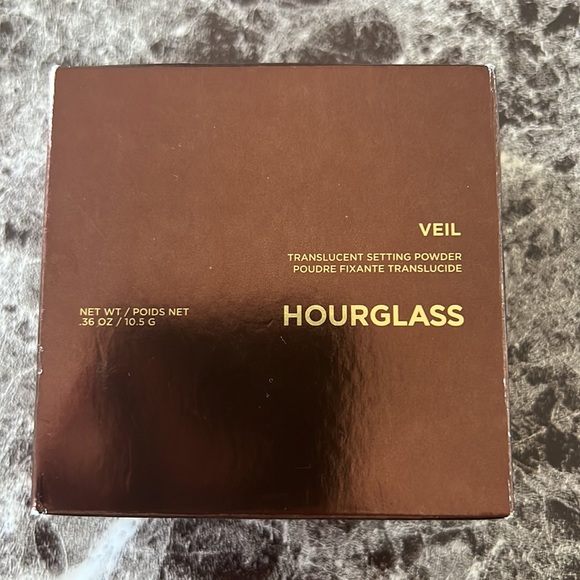 VEIL
TRANSLUCENT SETTING POWDER
POUDRE FIXANTE TRANSLUCIDE
NET WT / POIDS NET
.36 OZ / 10.5 G
HOURGLASS